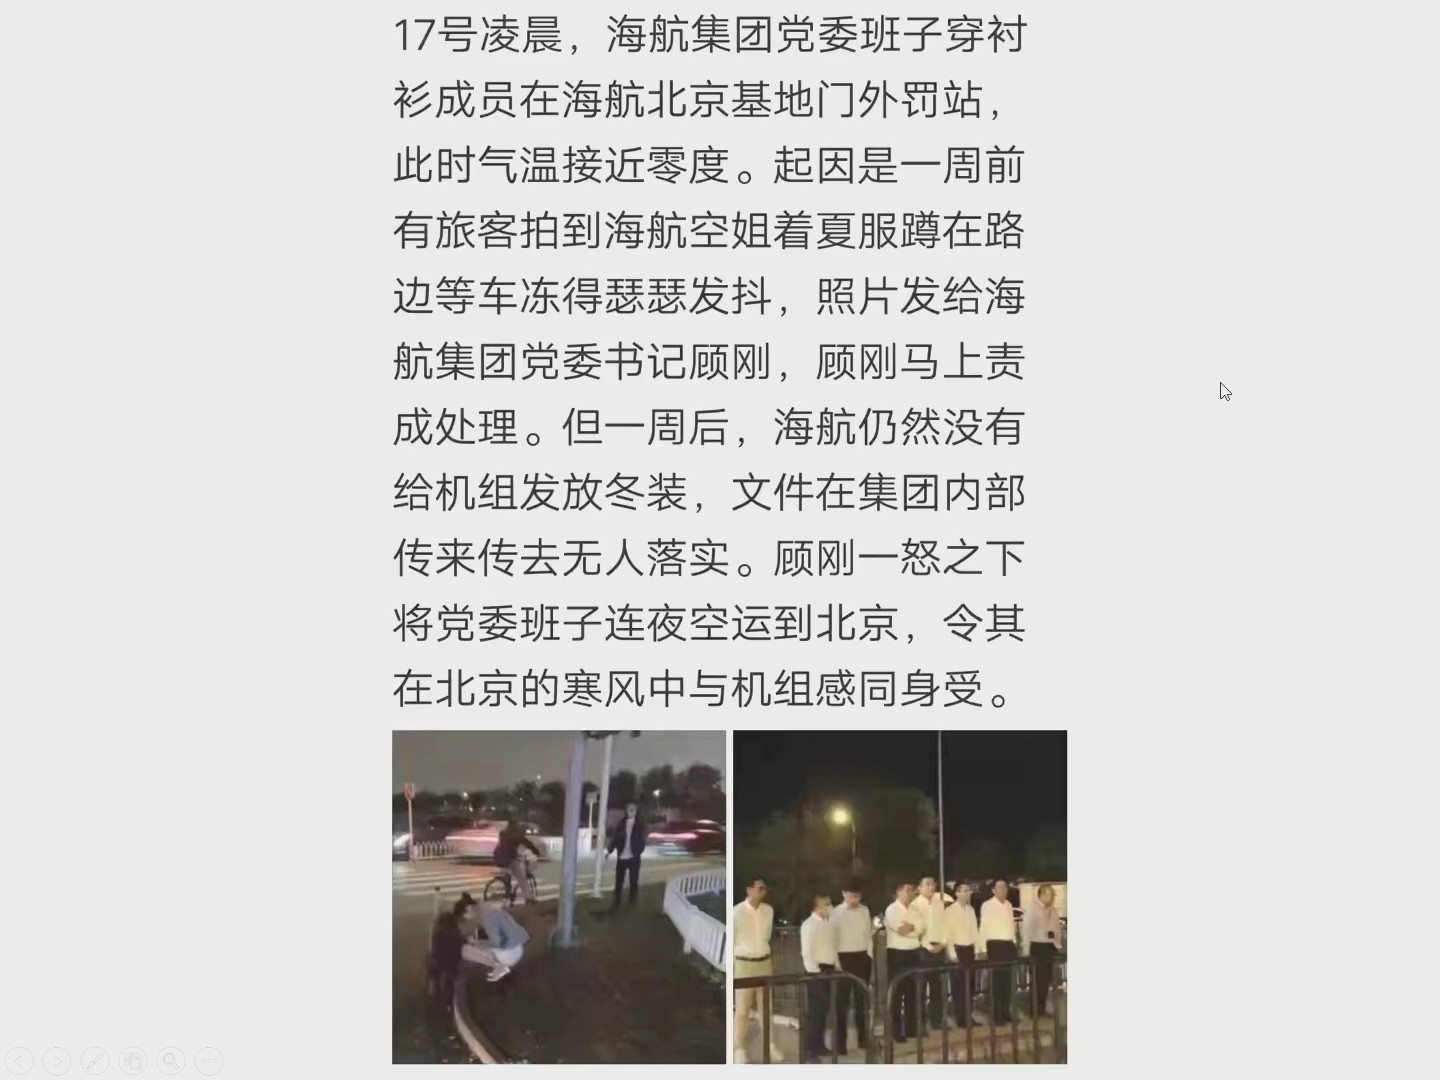 17号凌晨，海航集团党委班子穿衬
衫成员在海航北京基地门外罚站，
此时气温接近零度。起因是一周前
有旅客拍到海航空姐着夏服蹲在路
边等车冻得瑟瑟发抖，照片发给海
航集团党委书记顾刚，顾刚马上责
成处理。但一周后，海航仍然没有
给机组发放冬装，文件在集团内部
传来传去无人落实。顾刚一怒之下
将党委班子连夜空运到北京，令其
在北京的寒风中与机组感同身受。